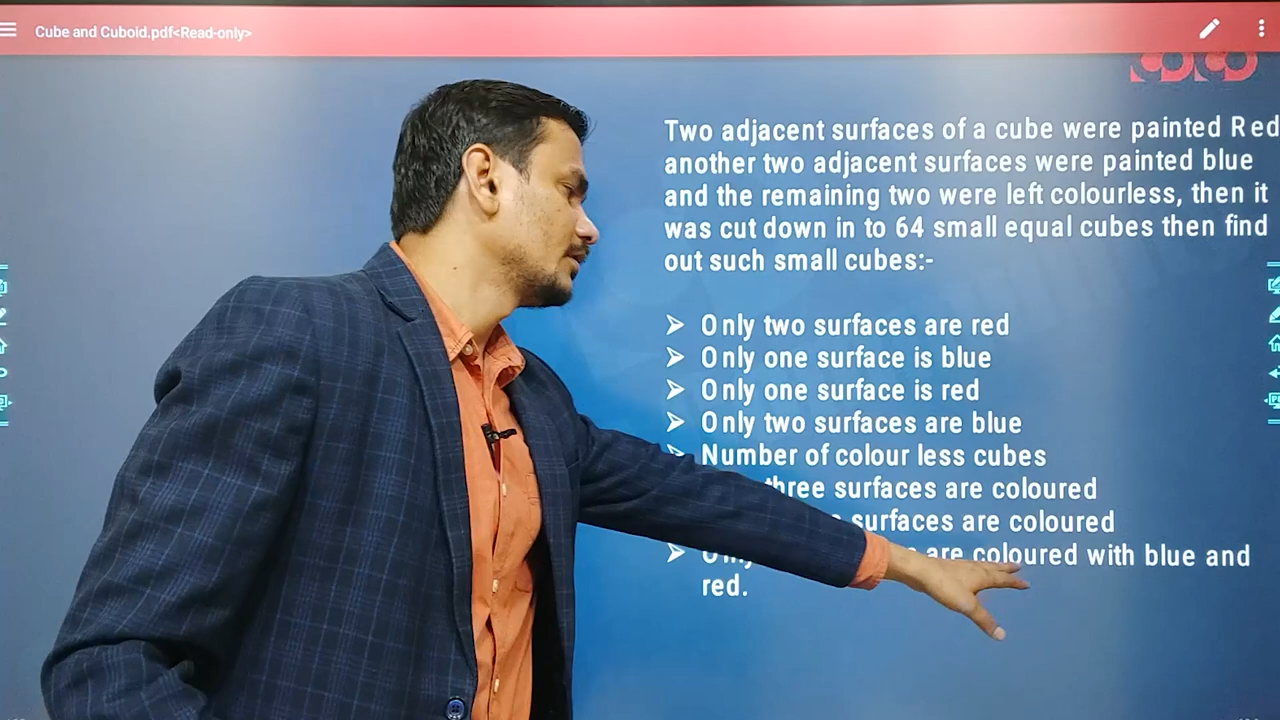 Cube and Cuboid.pdf<Read-only>
Two adjacent surfaces of a cube were painted Red
another two adjacent surfaces were painted blue
and the remaining two were left colourless, then it
was cut down in to 64 small equal cubes then find
out such small cubes:-
➤ Only two surfaces are red
➤ Only one surface is blue
➤ Only one surface is red
➤ Only two surfaces are blue
Number of colour less cubes
three surfaces are coloured
surfaces are coloured
➤ are coloured with blue and
red.